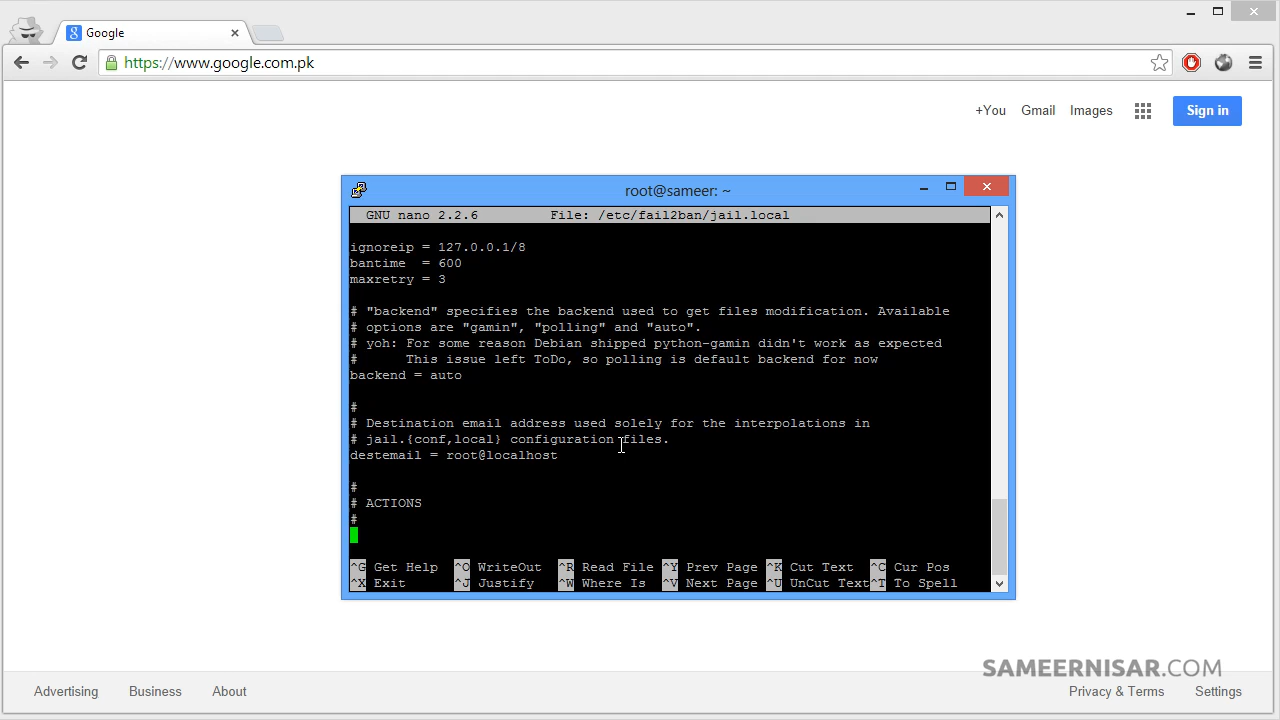 Google
https://www.google.com.pk
+You Gmail Images Sign in
root@sameer: ~
GNU nano 2.2.6 File: /etc/fail2ban/jail.local
ignoreip = 127.0.0.1/8
bantime  = 600
maxretry = 3
# "backend" specifies the backend used to get files modification. Available
# options are "gamin", "polling" and "auto".
# yoh: For some reason Debian shipped python-gamin didn't work as expected
#      This issue left ToDo, so polling is default backend for now
backend = auto
#
# Destination email address used solely for the interpolations in
# jail.{conf,local} configuration files.
destemail = root@localhost
#
# ACTIONS
#
^G Get Help ^O WriteOut ^R Read File ^Y Prev Page ^K Cut Text ^C Cur Pos
^X Exit ^J Justify ^W Where Is ^V Next Page ^U UnCut Text ^T To Spell
SAMEERNISAR.COM
Advertising Business About Privacy & Terms Settings